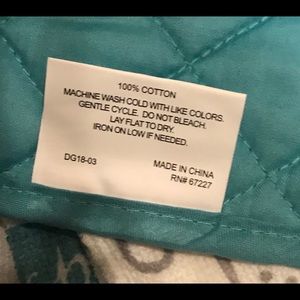 100% COTTON
MACHINE WASH COLD WITH LIKE COLORS.
GENTLE CYCLE. DO NOT BLEACH.
LAY FLAT TO DRY.
IRON ON LOW IF NEEDED.
DG18-03
MADE IN CHINA
RN# 67227